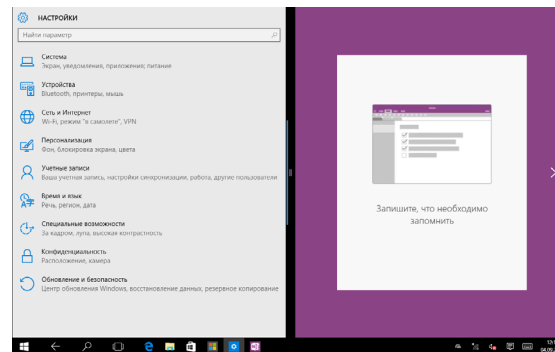 НАСТРОЙКИ
Найти параметр
Система
Экран, уведомления, приложения, питание
Устройства
Bluetooth, принтеры, мышь
Сеть и Интернет
Wi-Fi, режим "в самолете", VPN
Персонализация
Фон, блокировка экрана, цвета
Учетные записи
Ваша учетная запись, настройки синхронизации, работа, другие пользователи
Время и язык
Речь, регион, дата
Специальные возможности
За кадром, лупа, высокая контрастность
Конфиденциальность
Расположение, камера
Обновление и безопасность
Центр обновления Windows, восстановление данных, резервное копирование
Запишите, что необходимо
запомнить